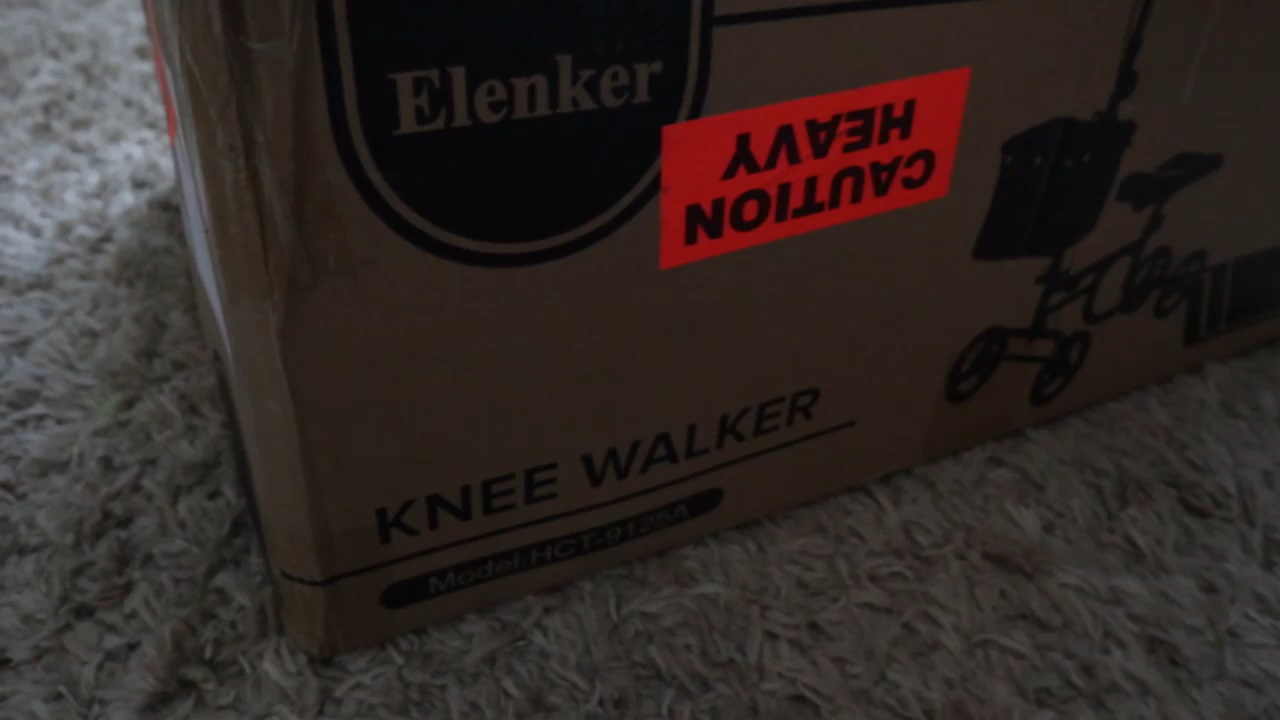 Elenker
CAUTION
HEAVY
KNEE WALKER
Model:HCT-9125A